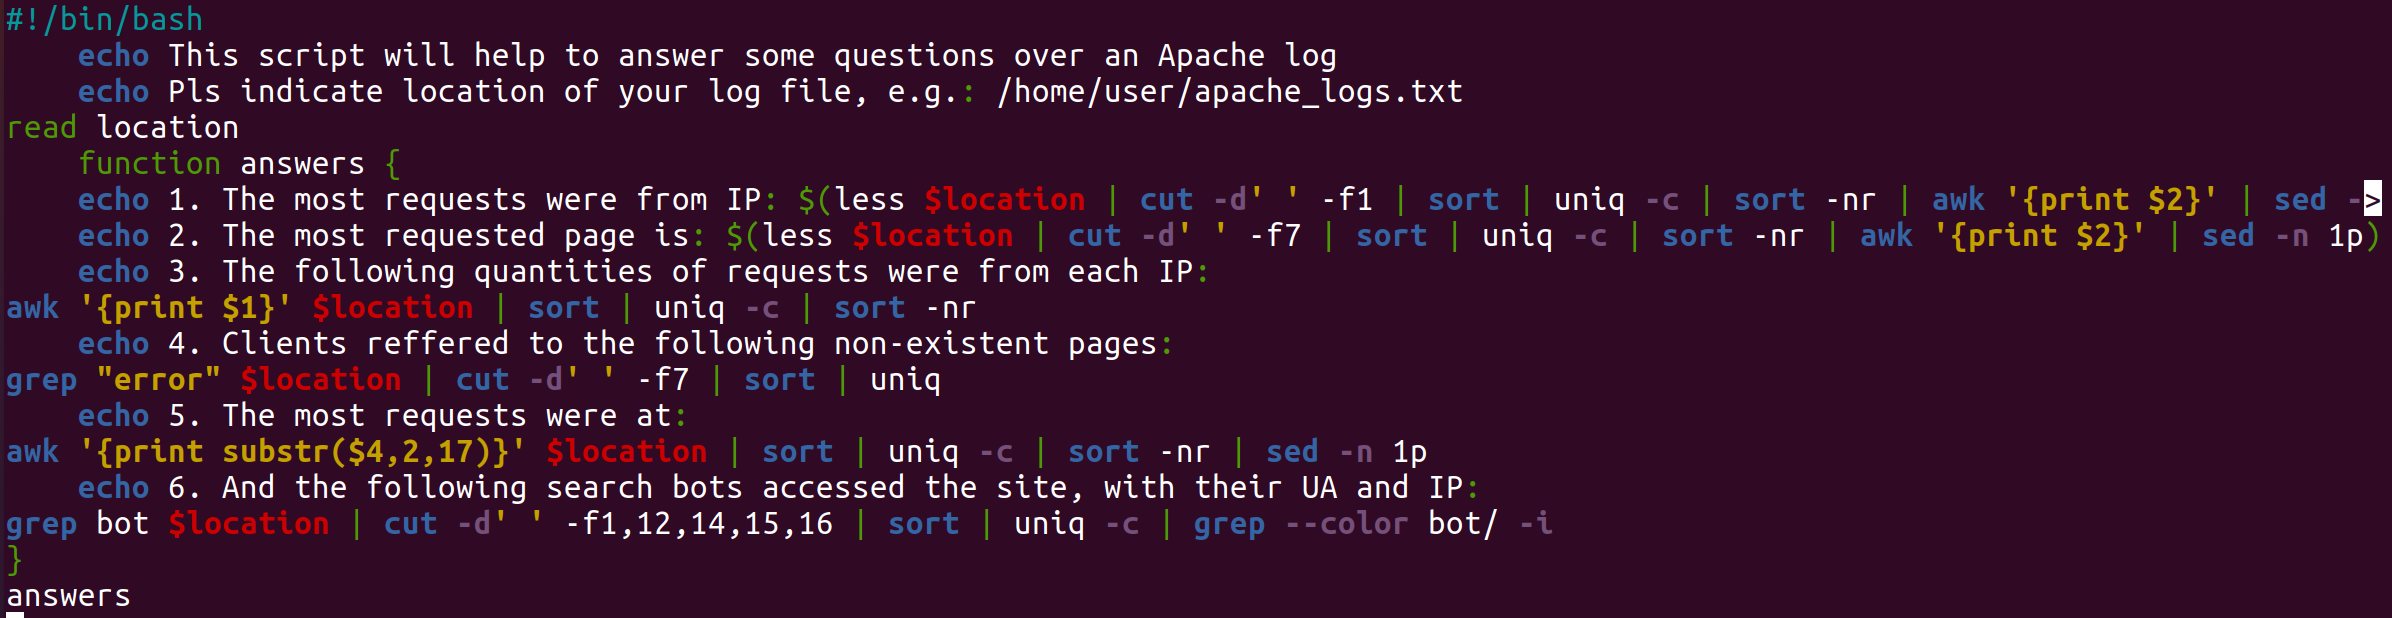 #!/bin/bash
    echo This script will help to answer some questions over an Apache log
    echo Pls indicate location of your log file, e.g.: /home/user/apache_logs.txt
read location
    function answers {
    echo 1. The most requests were from IP: $(less $location | cut -d' ' -f1 | sort | uniq -c | sort -nr | awk '{print $2}' | sed ->
    echo 2. The most requested page is: $(less $location | cut -d' ' -f7 | sort | uniq -c | sort -nr | awk '{print $2}' | sed -n 1p)
    echo 3. The following quantities of requests were from each IP:
awk '{print $1}' $location | sort | uniq -c | sort -nr
    echo 4. Clients reffered to the following non-existent pages:
grep "error" $location | cut -d' ' -f7 | sort | uniq
    echo 5. The most requests were at:
awk '{print substr($4,2,17)}' $location | sort | uniq -c | sort -nr | sed -n 1p
    echo 6. And the following search bots accessed the site, with their UA and IP:
grep bot $location | cut -d' ' -f1,12,14,15,16 | sort | uniq -c | grep --color bot/ -i
}
answers